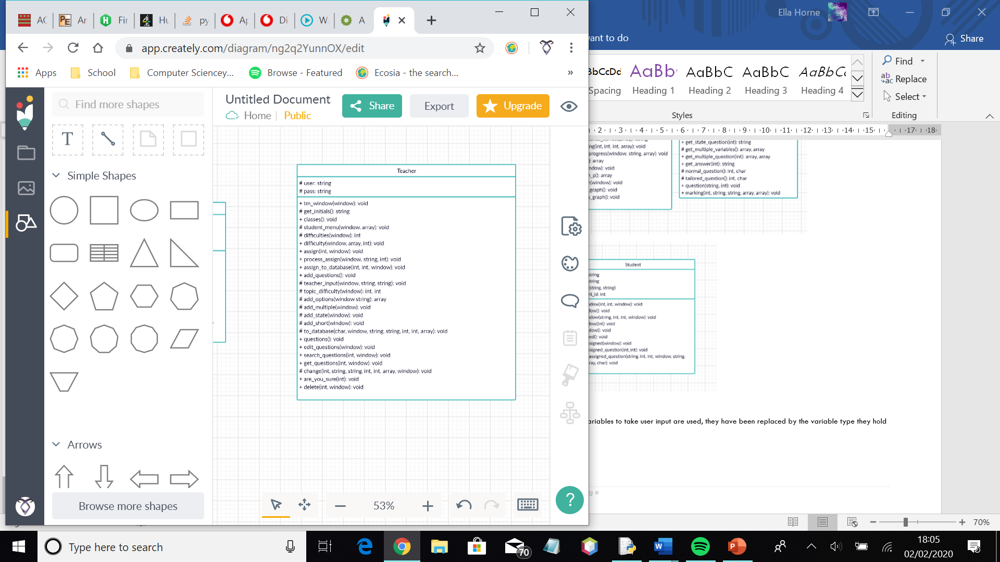 AC
Ar
Fir
Hu
py
Ap
Di
W
A
app.creately.com/diagram/ng2q2YunnOX/edit
Apps
School
Computer Sciencey...
Browse - Featured
Ecosia - the search...
»
Find more shapes
T
Simple Shapes
Arrows
Browse more shapes
Untitled Document
Home
Public
Share
Export
Upgrade
Teacher
# user: string
# pass: string
+ tm_window(window): void
# get_initials(): string
+ classes(): void
# student_menu(window, array): void
# difficulties(window): int
+ difficulty(window, array, int): void
+ assign(int, window): void
+ process_assign(window, string, int): void
+ assign_to_database(int, int, window): void
+ add_questions(): void
# teacher_input(window, string, string): void
# topic_difficulty(window): int, int
# add_options(window string): array
# add_multiple(window): void
# add_state(window): void
# add_short(window): void
# to_database(char, window, string, string, int, int, array): void
+ questions(): void
+ edit_questions(window): void
+ search_questions(int, window): void
+ get_questions(int, window): void
# change(int, string, string, int, int, array, window): void
+ are_you_sure(int): void
+ delete(int, window): void
53%
?
Ella Horne
vant to do
Share
BbCcDd
AaBb
AaBbC
AaBbC
AaBbCc
Spacing
Heading 1
Heading 2
Heading 3
Heading 4
Styles
Find
Replace
Select
Editing
2 3 4 5 6 7 8 9 10 11 12 13 14 15 17 18
ng(int, int, int, array): void
progress(window, string, array): void
): array
ndow): void
n_p(): array
n(window): void
_graph(): void
s_graph(): void
+ get_state_question(int): string
# get_multiple_variables(): array, array
+ get_multiple_question(int): array, array
+ get_answer(int): string
# normal_question(): int, char
# tailored_question(): int, char
+ question(string, int): void
+ marking(int, string, string, array, array): void
Student
string
string
(string, string)
nt_id: int
ndow(int, int, window): void
dow(): void
ndow(string, int, int, window): void
dow(int): void
dow(): void
ed(): void
signed(window): void
signed_question(int, int): void
assigned_question(string, int, int, window, string,
ray, char): void
ariables to take user input are used, they have been replaced by the variable type they hold
g e
70%
Type here to search
70
18:05
02/02/2020